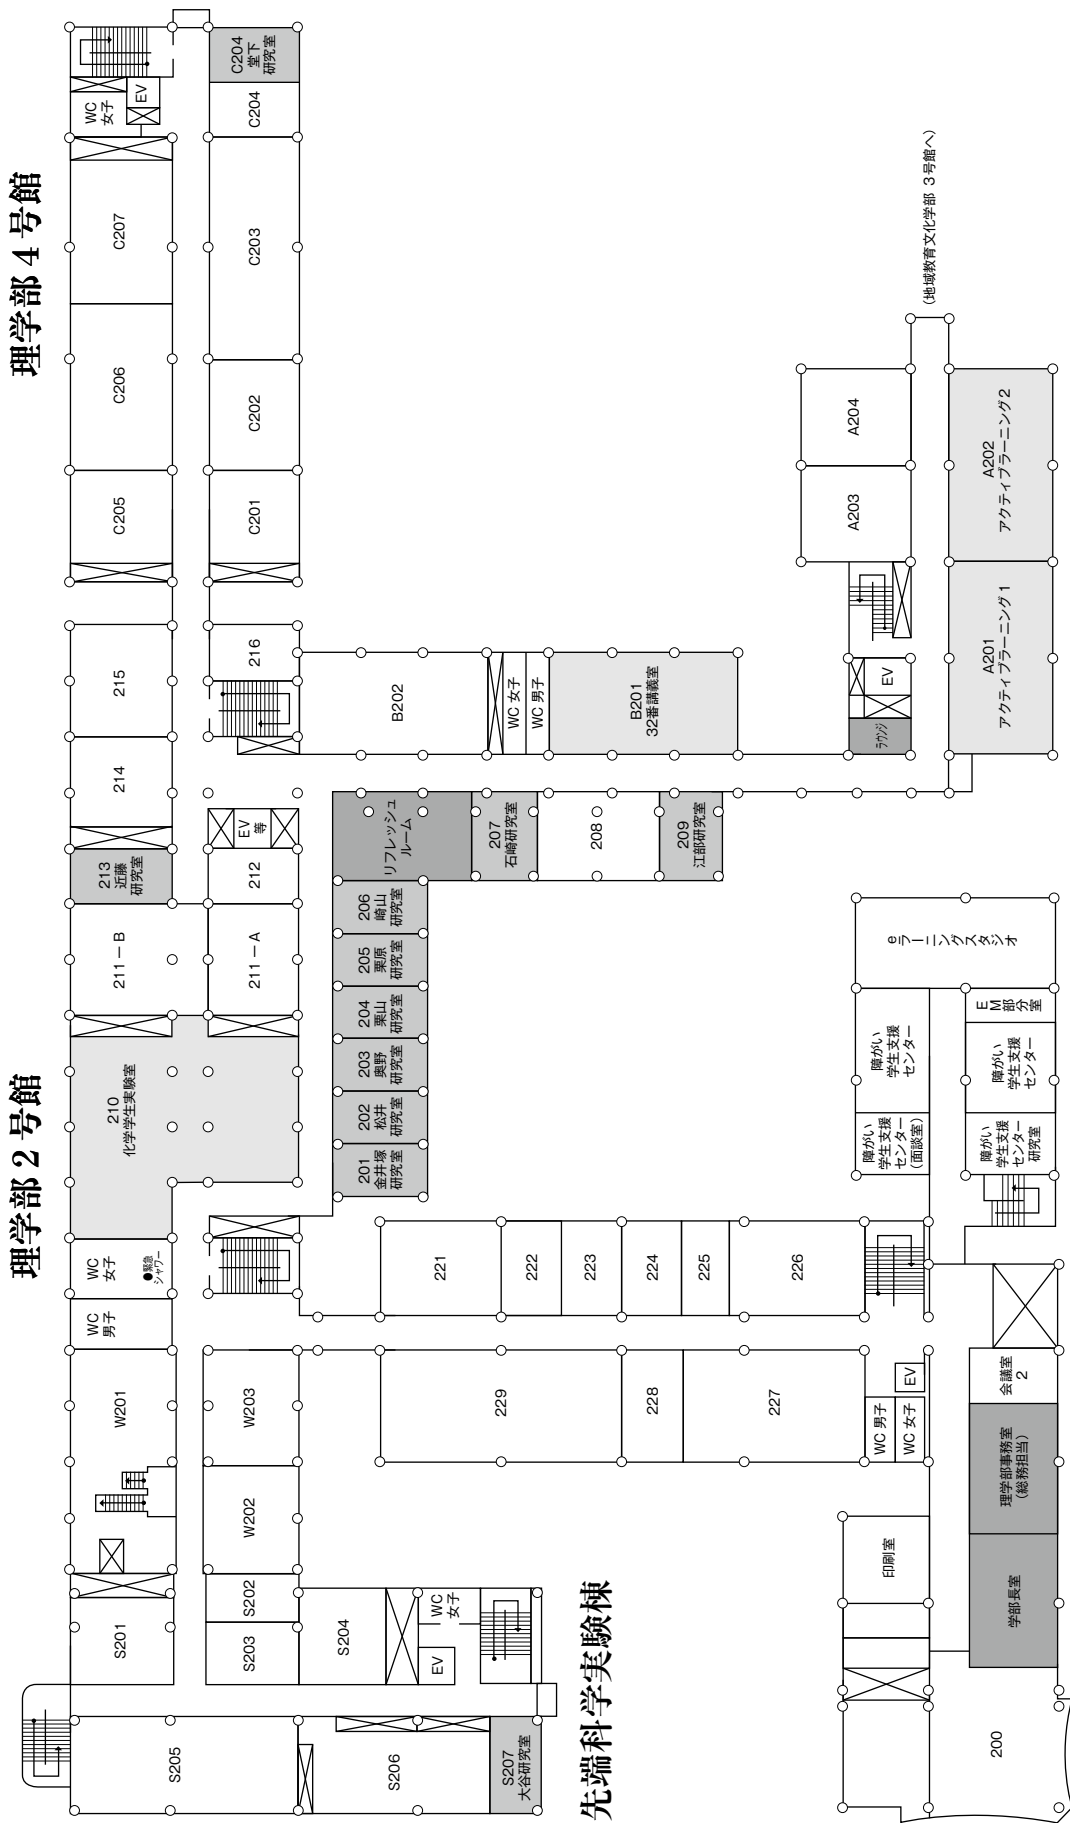 理学部４号館
C204
堂下
研究室
C204
C203
C202
C201
WC
女子
EV
C207
C206
C205
理学部２号館
215
214
213
近藤
研究室
216
EV
等
212
211－B
211－A
210
化学学生実験室
WC
女子
●緊急
シャワー
WC
男子
W201
W203
W202
B202
WC 女子
WC 男子
B201
32番講義室
リフレッシュ
ルーム
207
石崎研究室
208
209
江部研究室
206
崎山
研究室
205
栗原
研究室
204
栗山
研究室
203
奥野
研究室
202
松井
研究室
201
金井塚
研究室
（地域教育文化学部 ３号館へ）
A204
A203
A202
アクティブラーニング２
A201
アクティブラーニング１
EV
ラウンジ
eラーニングスタジオ
障がい
学生支援
センター
障がい
学生支援
センター
（面談室）
EM
部分室
障がい
学生支援
センター
障がい
学生支援
センター
研究室
221
222
223
224
225
226
229
228
227
WC 男子
WC 女子
EV
会議室
2
理学部事務室
（総務担当）
学部長室
印刷室
200
先端科学実験棟
S201
S202
S203
S204
WC
女子
EV
S205
S206
S207
大谷研究室